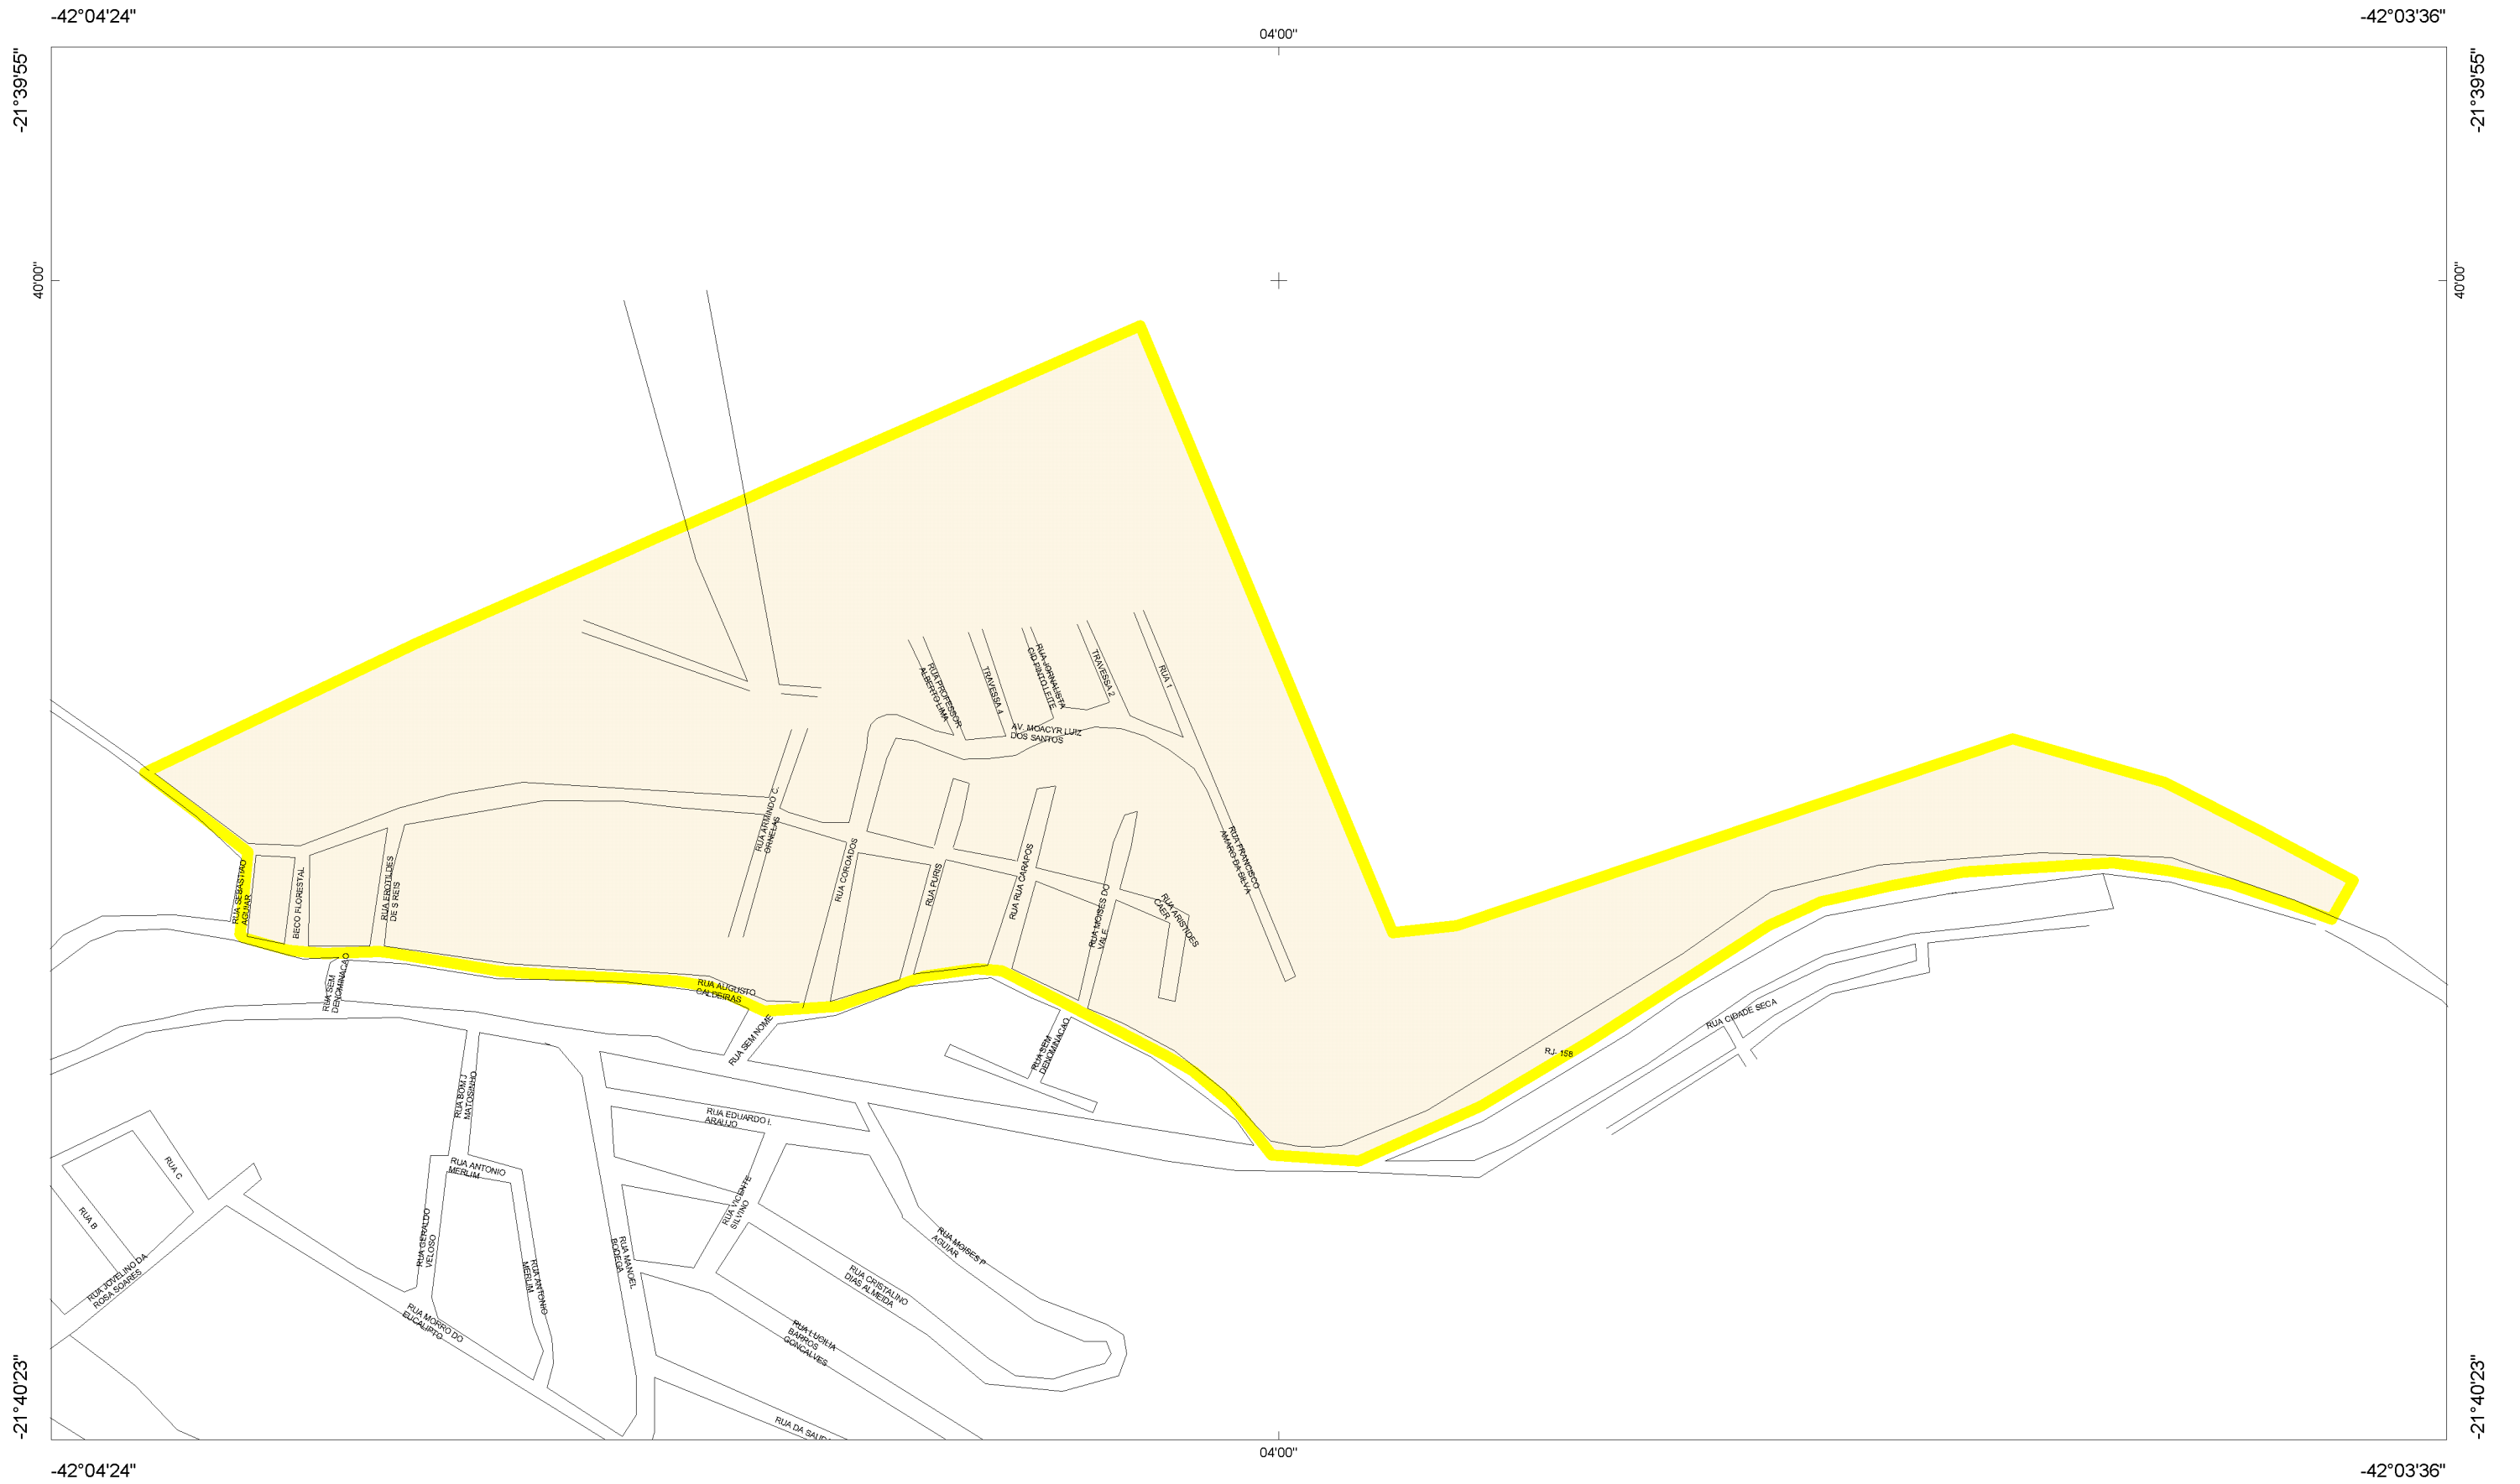 -42°04'24"
-42°03'36"
04'00"
-21°39'55"
-21°39'55"
40'00"
40'00"
RUA PROFESSOR
ALBERTO LIMA
TRAVESSA 4
RUA JORNALISTA
CID PINTO LEITE
TRAVESSA 2
RUA 1
AV. MOACYR LUIZ
DOS SANTOS
RUA ARMINDO C.
ORNELAS
RUA COROADOS
RUA PURIS
RUA RUA CARAPOS
RUA MOISES DO
VALE
RUA ARISTIDES
CAER
RUA FRANCISCO
AMARO DA SILVA
RUA SEBASTIAO
AGUIAR
BECO FLORESTAL
RUA EROTILDES
DE S REIS
RUA SEM
DENOMINACAO
RUA AUGUSTO
CALDEIRAS
RUA SEM NOME
RUA SEM
DENOMINACAO
RJ- 158
RUA CIDADE SECA
RUA BOM J
MATOSINHO
RUA EDUARDO I.
ARAUJO
RUA C
RUA B
RUA ANTONIO
MERLIM
RUA VICENTE
SILVINO
RUA GERALDO
VELOSO
RUA JOVELINO DA
ROSA SOARES
RUA MANOEL
BODEGA
RUA ANTONIO
MERLIM
RUA MOISES P
AGUIAR
RUA CRISTALINO
DIAS ALMEIDA
RUA MORRO DO
EUCALIPTO
RUA LUCILIA
BARROS
GONCALVES
RUA DA
-21°40'23"
-21°40'23"
04'00"
-42°04'24"
-42°03'36"